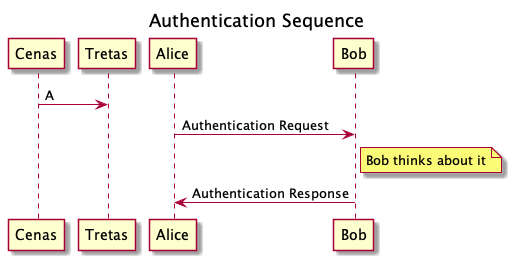 Authentication Sequence
Cenas Tretas Alice Bob
A
Authentication Request
Bob thinks about it
Authentication Response
Cenas Tretas Alice Bob